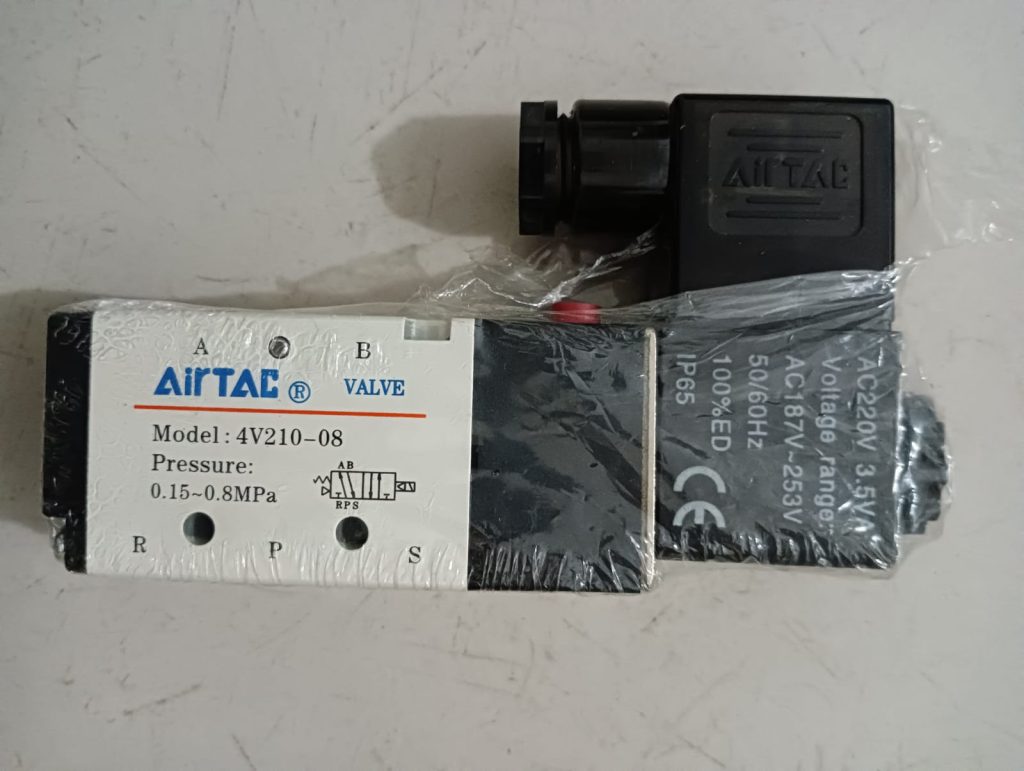 AirTAC
A B
AirTAC ® VALVE
Model: 4V210-08
Pressure:
0.15~0.8MPa
AB
RPS
R P S
AC220V 3.5VA
Voltage range:
AC187V~253V
50/60Hz
100%ED
IP65
CE